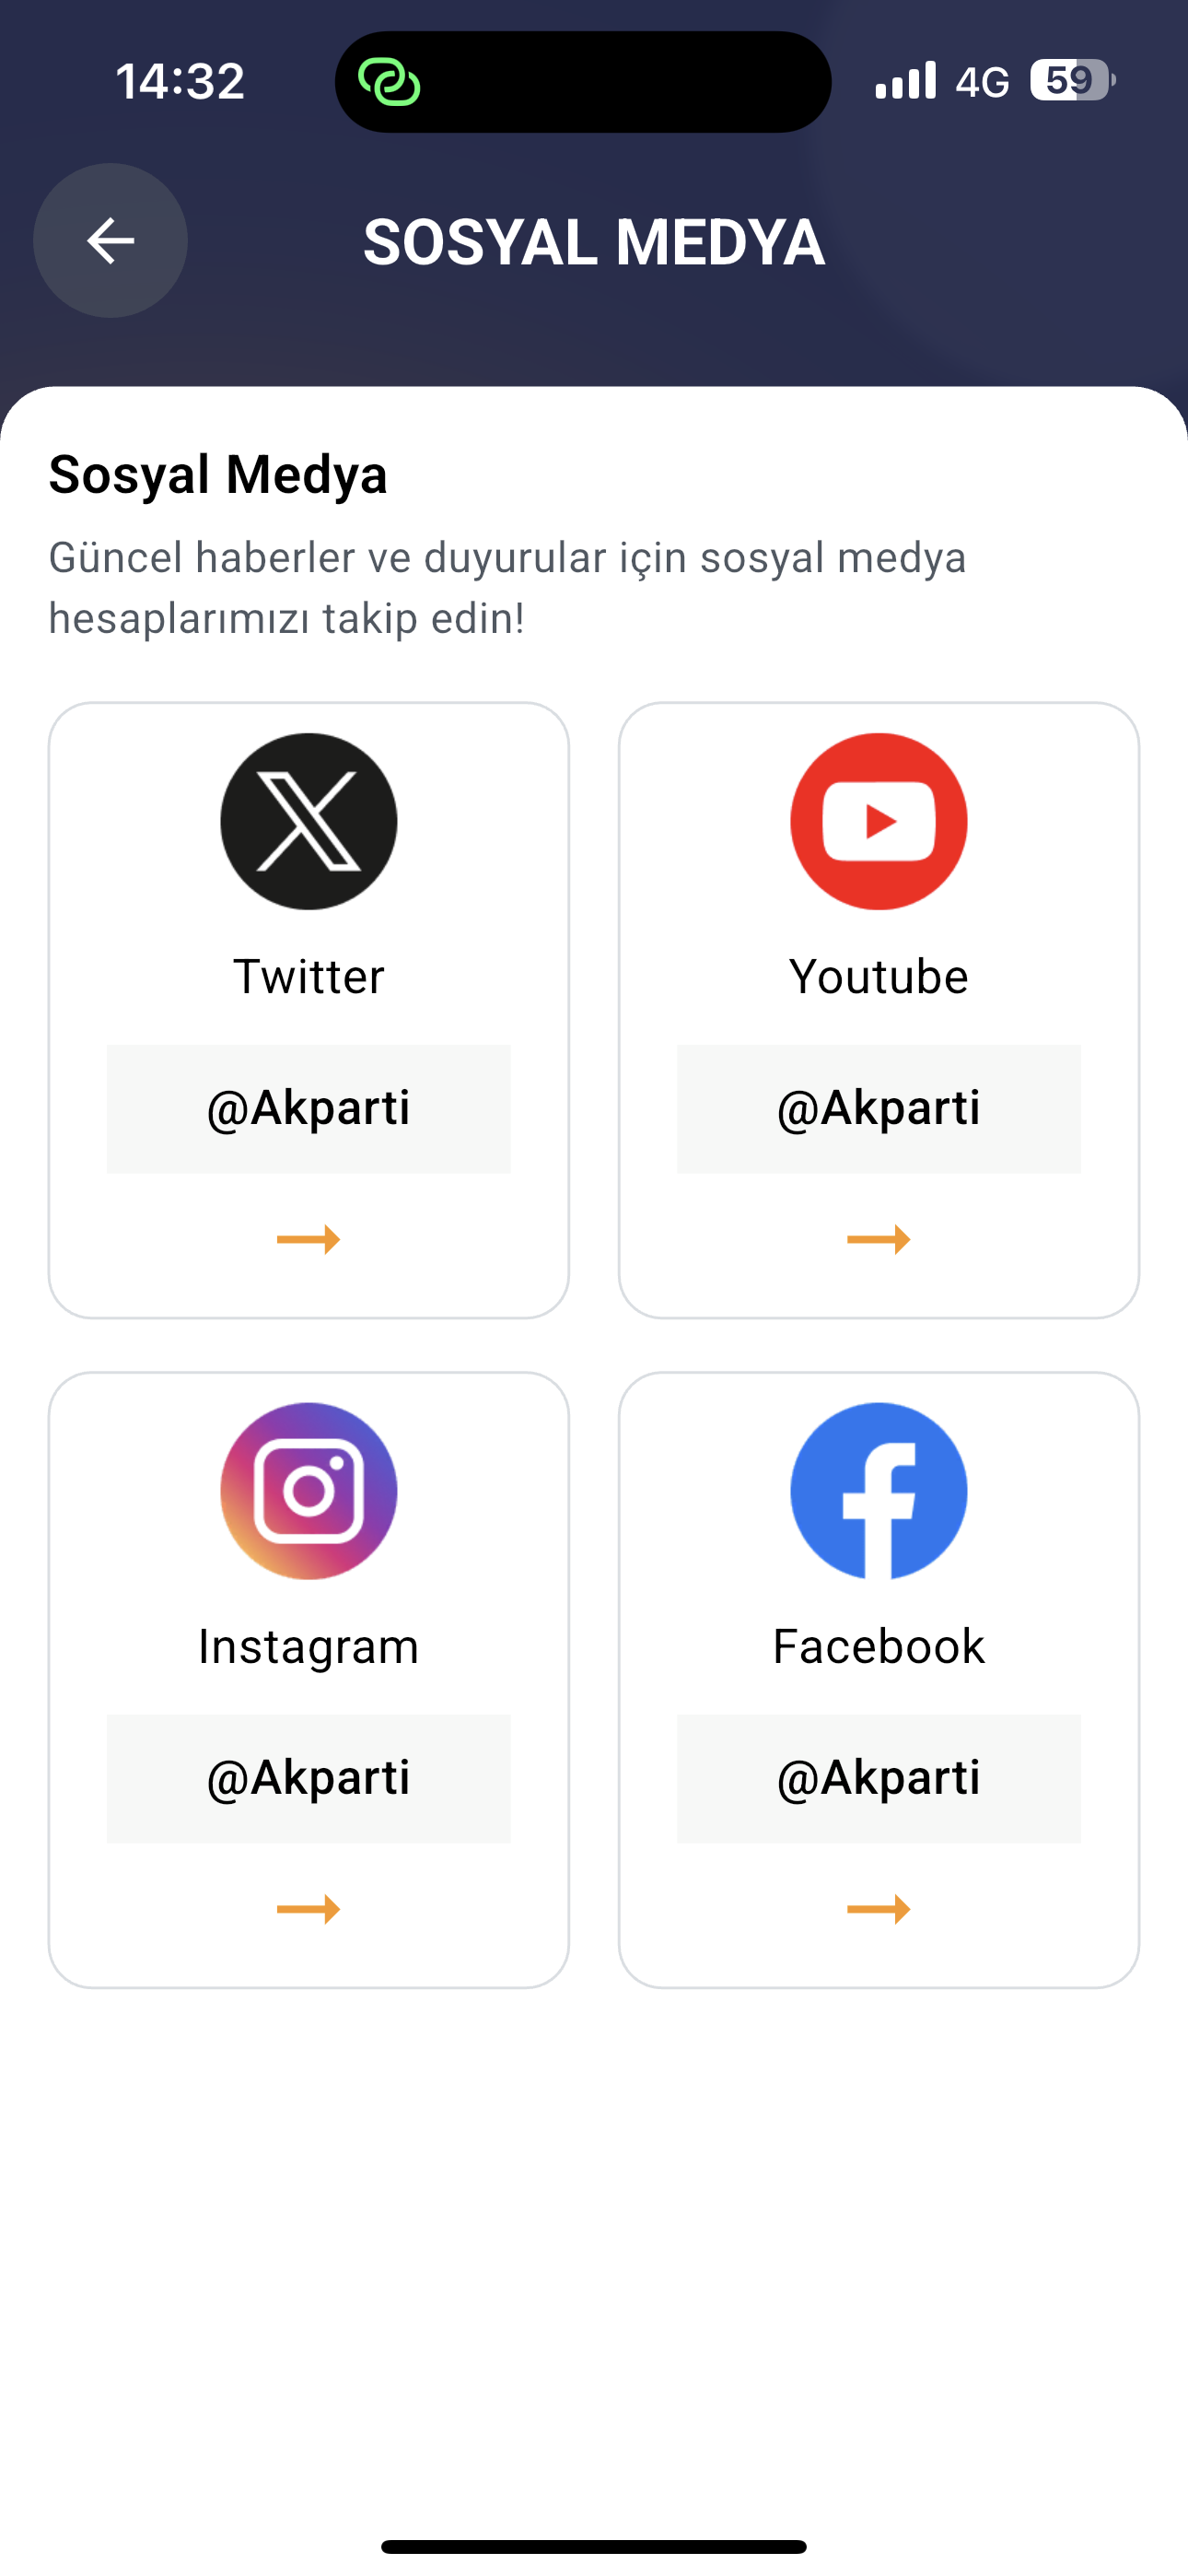 14:32
4G
59
SOSYAL MEDYA
Sosyal Medya
Güncel haberler ve duyurular için sosyal medya
hesaplarımızı takip edin!
Twitter
Youtube
@Akparti
@Akparti
Instagram
Facebook
@Akparti
@Akparti